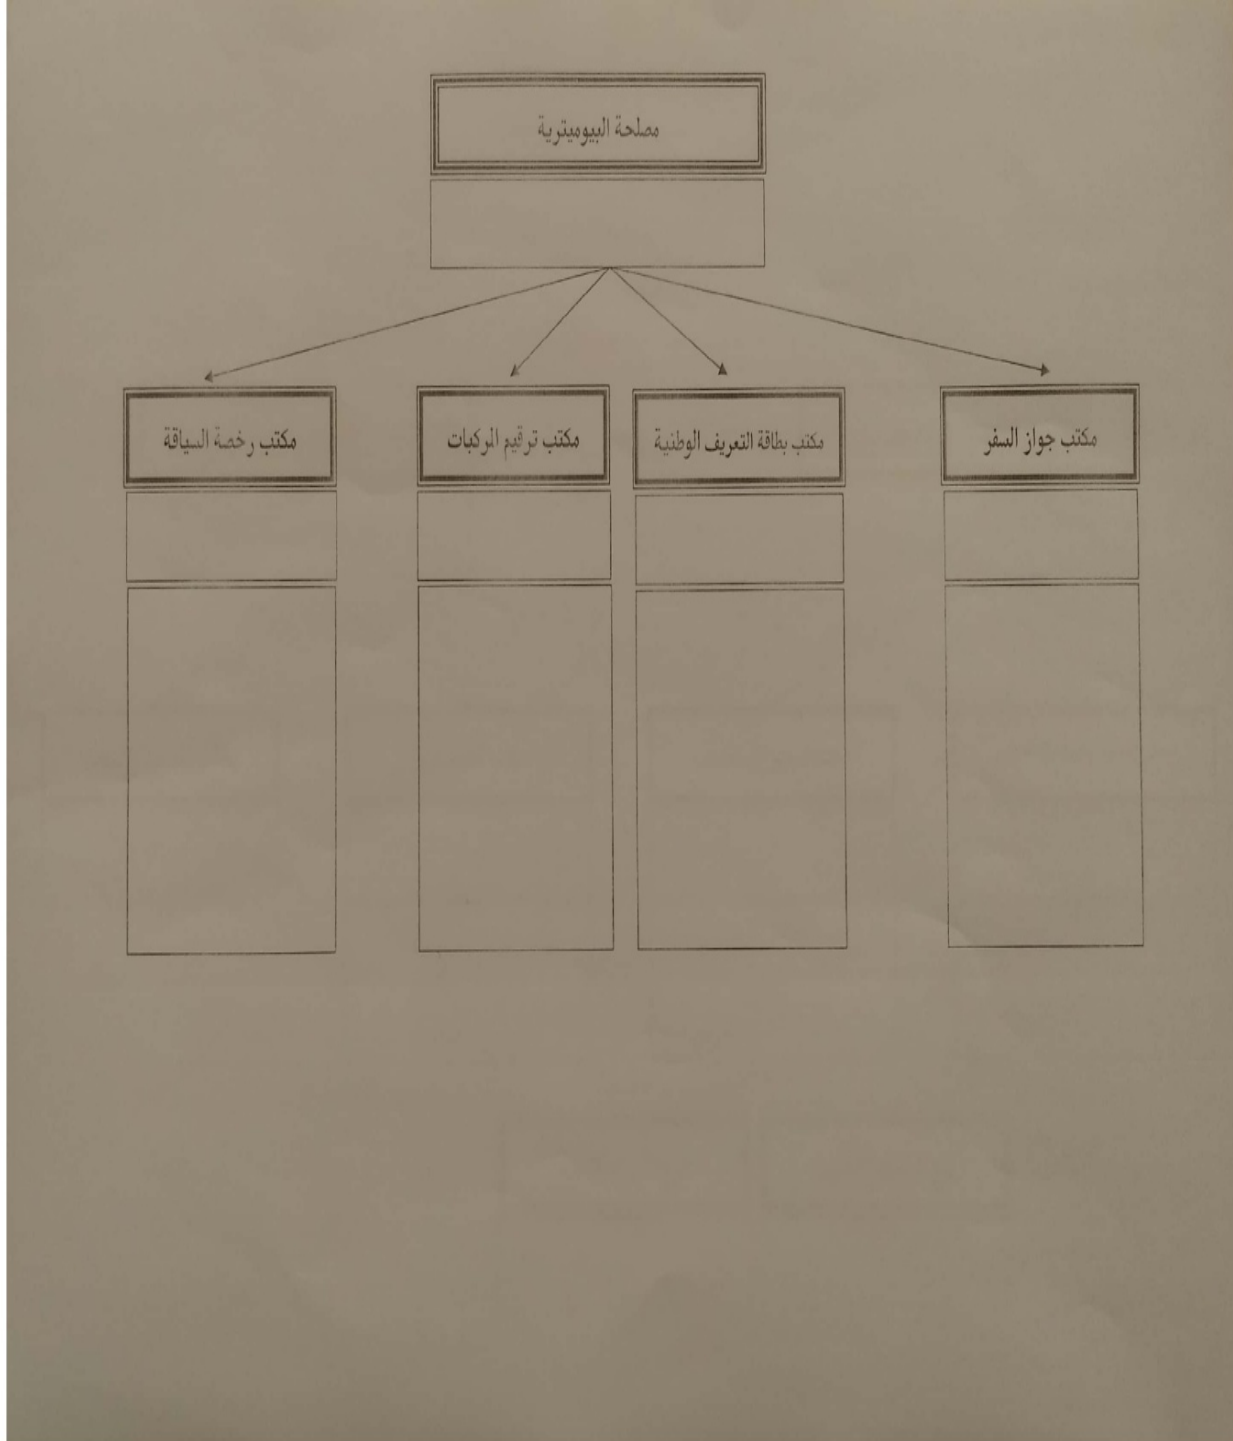 مصلحة البيوميترية
مكتب جواز السفر
مكتب بطاقة التعريف الوطنية
مكتب ترقيم المركبات
مكتب رخصة السياقة